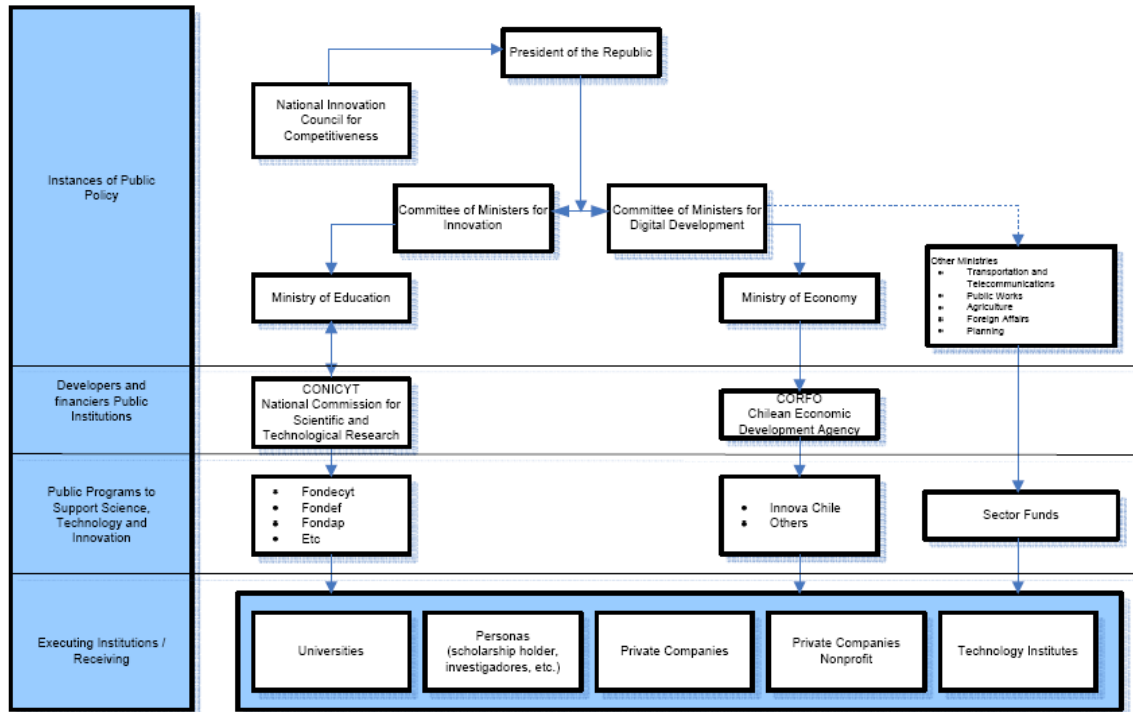 President of the Republic
National Innovation
Council for
Competitiveness
Instances of Public
Policy
Committee of Ministers for
Innovation
Committee of Ministers for
Digital Development
Ministry of Education
Ministry of Economy
Other Ministries
• Transportation and
Telecommunications
• Public Works
• Agriculture
• Foreign Affairs
• Planning
Developers and
financiers Public
Institutions
CONICYT
National Commission for
Scientific and
Technological Research
CORFO
Chilean Economic
Development Agency
Public Programs to
Support Science,
Technology and
Innovation
• Fondecyt
• Fondef
• Fondap
• Etc
• Innova Chile
• Others
Sector Funds
Executing Institutions /
Receiving
Universities
Personas
(scholarship holder,
investigadores, etc.)
Private Companies
Private Companies
Nonprofit
Technology Institutes